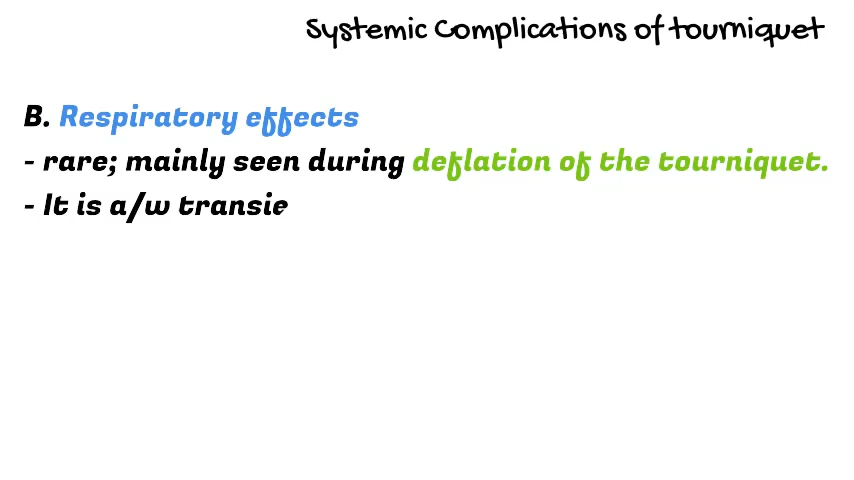 Systemic Complications of tourniquet
B. Respiratory effects
- rare; mainly seen during deflation of the tourniquet.
- It is a/w transie